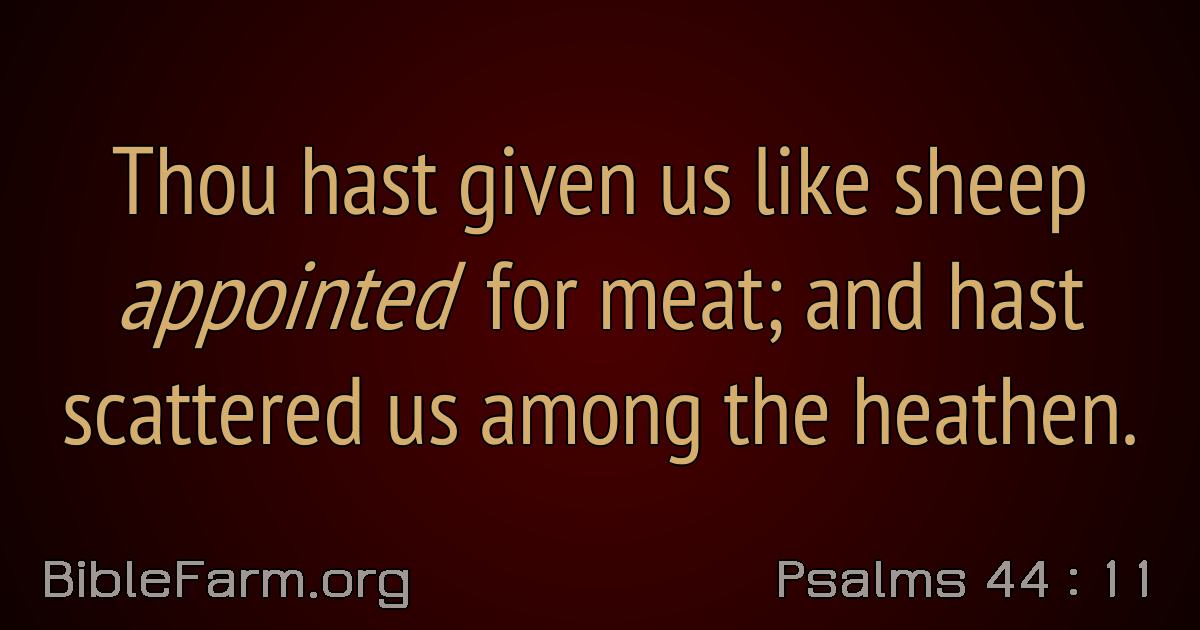 Thou hast given us like sheep
appointed for meat; and hast
scattered us among the heathen.
BibleFarm.org
Psalms 44 : 11